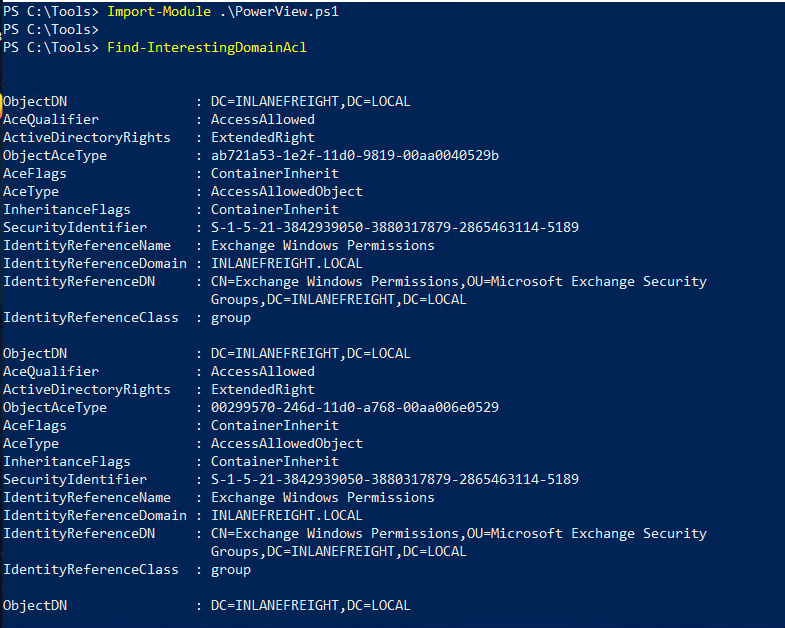 PS C:\Tools> Import-Module .\PowerView.ps1
PS C:\Tools>
PS C:\Tools> Find-InterestingDomainAcl
ObjectDN                : DC=INLANEFREIGHT,DC=LOCAL
AceQualifier            : AccessAllowed
ActiveDirectoryRights   : ExtendedRight
ObjectAceType           : ab721a53-1e2f-11d0-9819-00aa0040529b
AceFlags                : ContainerInherit
AceType                 : AccessAllowedObject
InheritanceFlags        : ContainerInherit
SecurityIdentifier      : S-1-5-21-3842939050-3880317879-2865463114-5189
IdentityReferenceName   : Exchange Windows Permissions
IdentityReferenceDomain : INLANEFREIGHT.LOCAL
IdentityReferenceDN     : CN=Exchange Windows Permissions,OU=Microsoft Exchange Security
                          Groups,DC=INLANEFREIGHT,DC=LOCAL
IdentityReferenceClass  : group
ObjectDN                : DC=INLANEFREIGHT,DC=LOCAL
AceQualifier            : AccessAllowed
ActiveDirectoryRights   : ExtendedRight
ObjectAceType           : 00299570-246d-11d0-a768-00aa006e0529
AceFlags                : ContainerInherit
AceType                 : AccessAllowedObject
InheritanceFlags        : ContainerInherit
SecurityIdentifier      : S-1-5-21-3842939050-3880317879-2865463114-5189
IdentityReferenceName   : Exchange Windows Permissions
IdentityReferenceDomain : INLANEFREIGHT.LOCAL
IdentityReferenceDN     : CN=Exchange Windows Permissions,OU=Microsoft Exchange Security
                          Groups,DC=INLANEFREIGHT,DC=LOCAL
IdentityReferenceClass  : group
ObjectDN                : DC=INLANEFREIGHT,DC=LOCAL